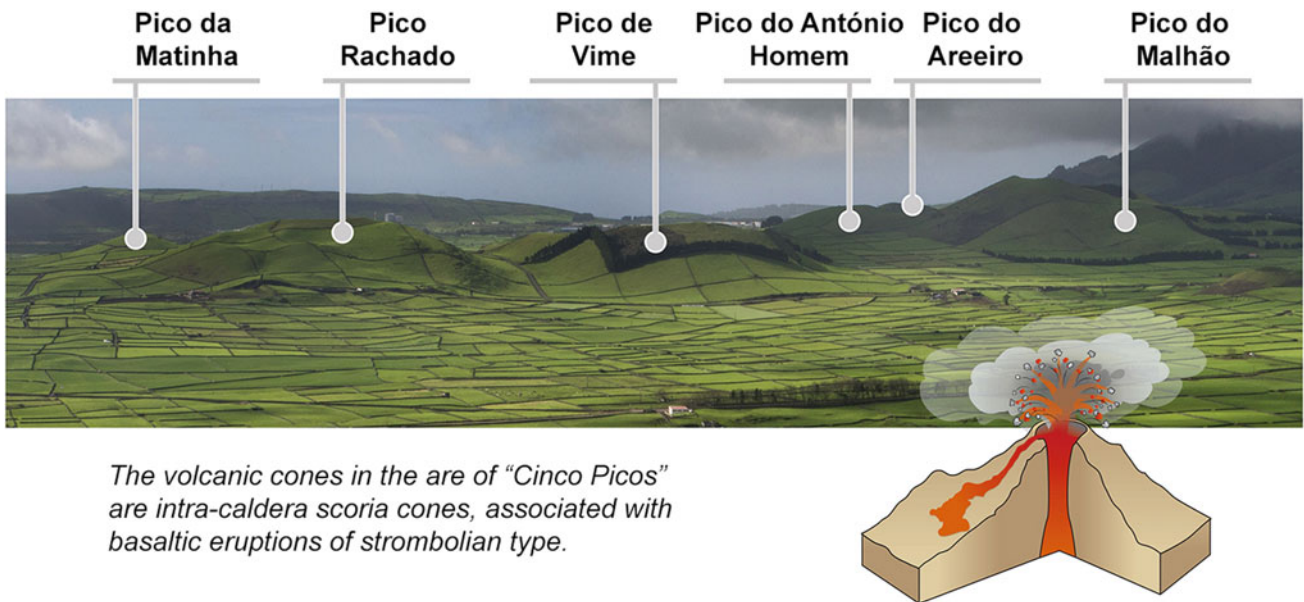 Pico da
Matinha
Pico
Rachado
Pico de
Vime
Pico do António
Homem
Pico do
Areeiro
Pico do
Malhão
The volcanic cones in the are of “Cinco Picos”
are intra-caldera scoria cones, associated with
basaltic eruptions of strombolian type.